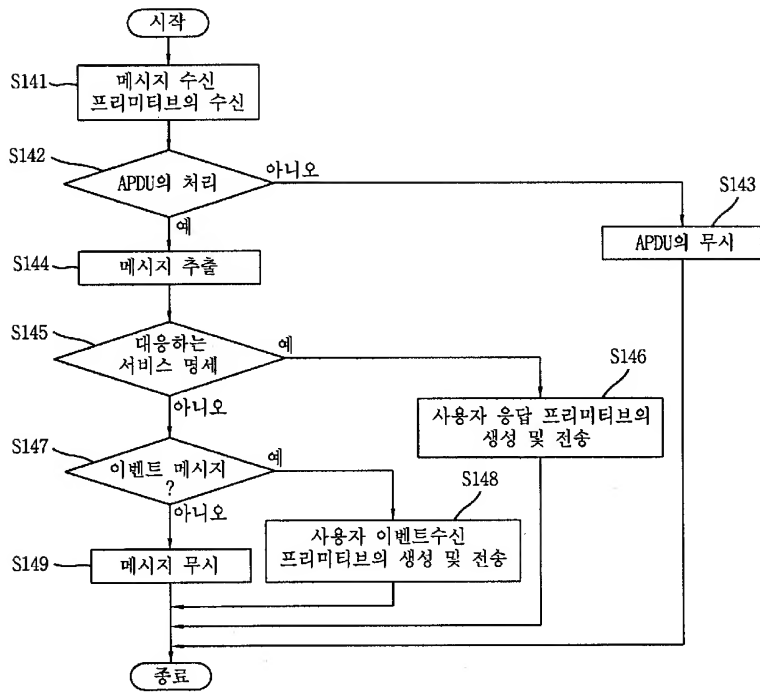 시작
S141
메시지 수신
프리미티브의 수신
S142
APDU의 처리
아니오
예
S143
APDU의 무시
S144
메시지 추출
S145
대응하는
서비스 명세
예
아니오
S146
사용자 응답 프리미티브의
생성 및 전송
S147
이벤트 메시지
?
예
아니오
S148
사용자 이벤트수신
프리미티브의 생성 및 전송
S149
메시지 무시
종료